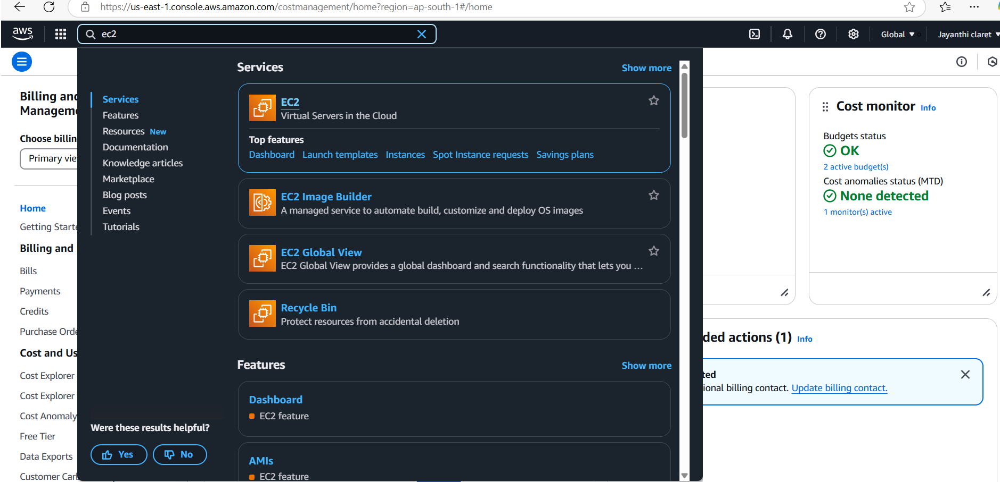 https://us-east-1.console.aws.amazon.com/costmanagement/home?region=ap-south-1#/home
aws
ec2
Global
Jayanthi claret
Billing and
Manageme
Choose billin
Primary vie
Home
Getting Starte
Billing and
Bills
Payments
Credits
Purchase Orde
Cost and Us
Cost Explorer
Cost Explorer
Cost Anomaly
Free Tier
Data Exports
Customer Carb
Services
Features
Resources New
Documentation
Knowledge articles
Marketplace
Blog posts
Events
Tutorials
Were these results helpful?
Yes
No
Services
Show more
EC2
Virtual Servers in the Cloud
Top features
Dashboard Launch templates Instances Spot Instance requests Savings plans
EC2 Image Builder
A managed service to automate build, customize and deploy OS images
EC2 Global View
EC2 Global View provides a global dashboard and search functionality that lets you ...
Recycle Bin
Protect resources from accidental deletion
Features
Show more
Dashboard
EC2 feature
AMIs
EC2 feature
Cost monitor Info
Budgets status
OK
2 active budget(s)
Cost anomalies status (MTD)
None detected
1 monitor(s) active
ded actions (1) Info
ted
ional billing contact. Update billing contact.